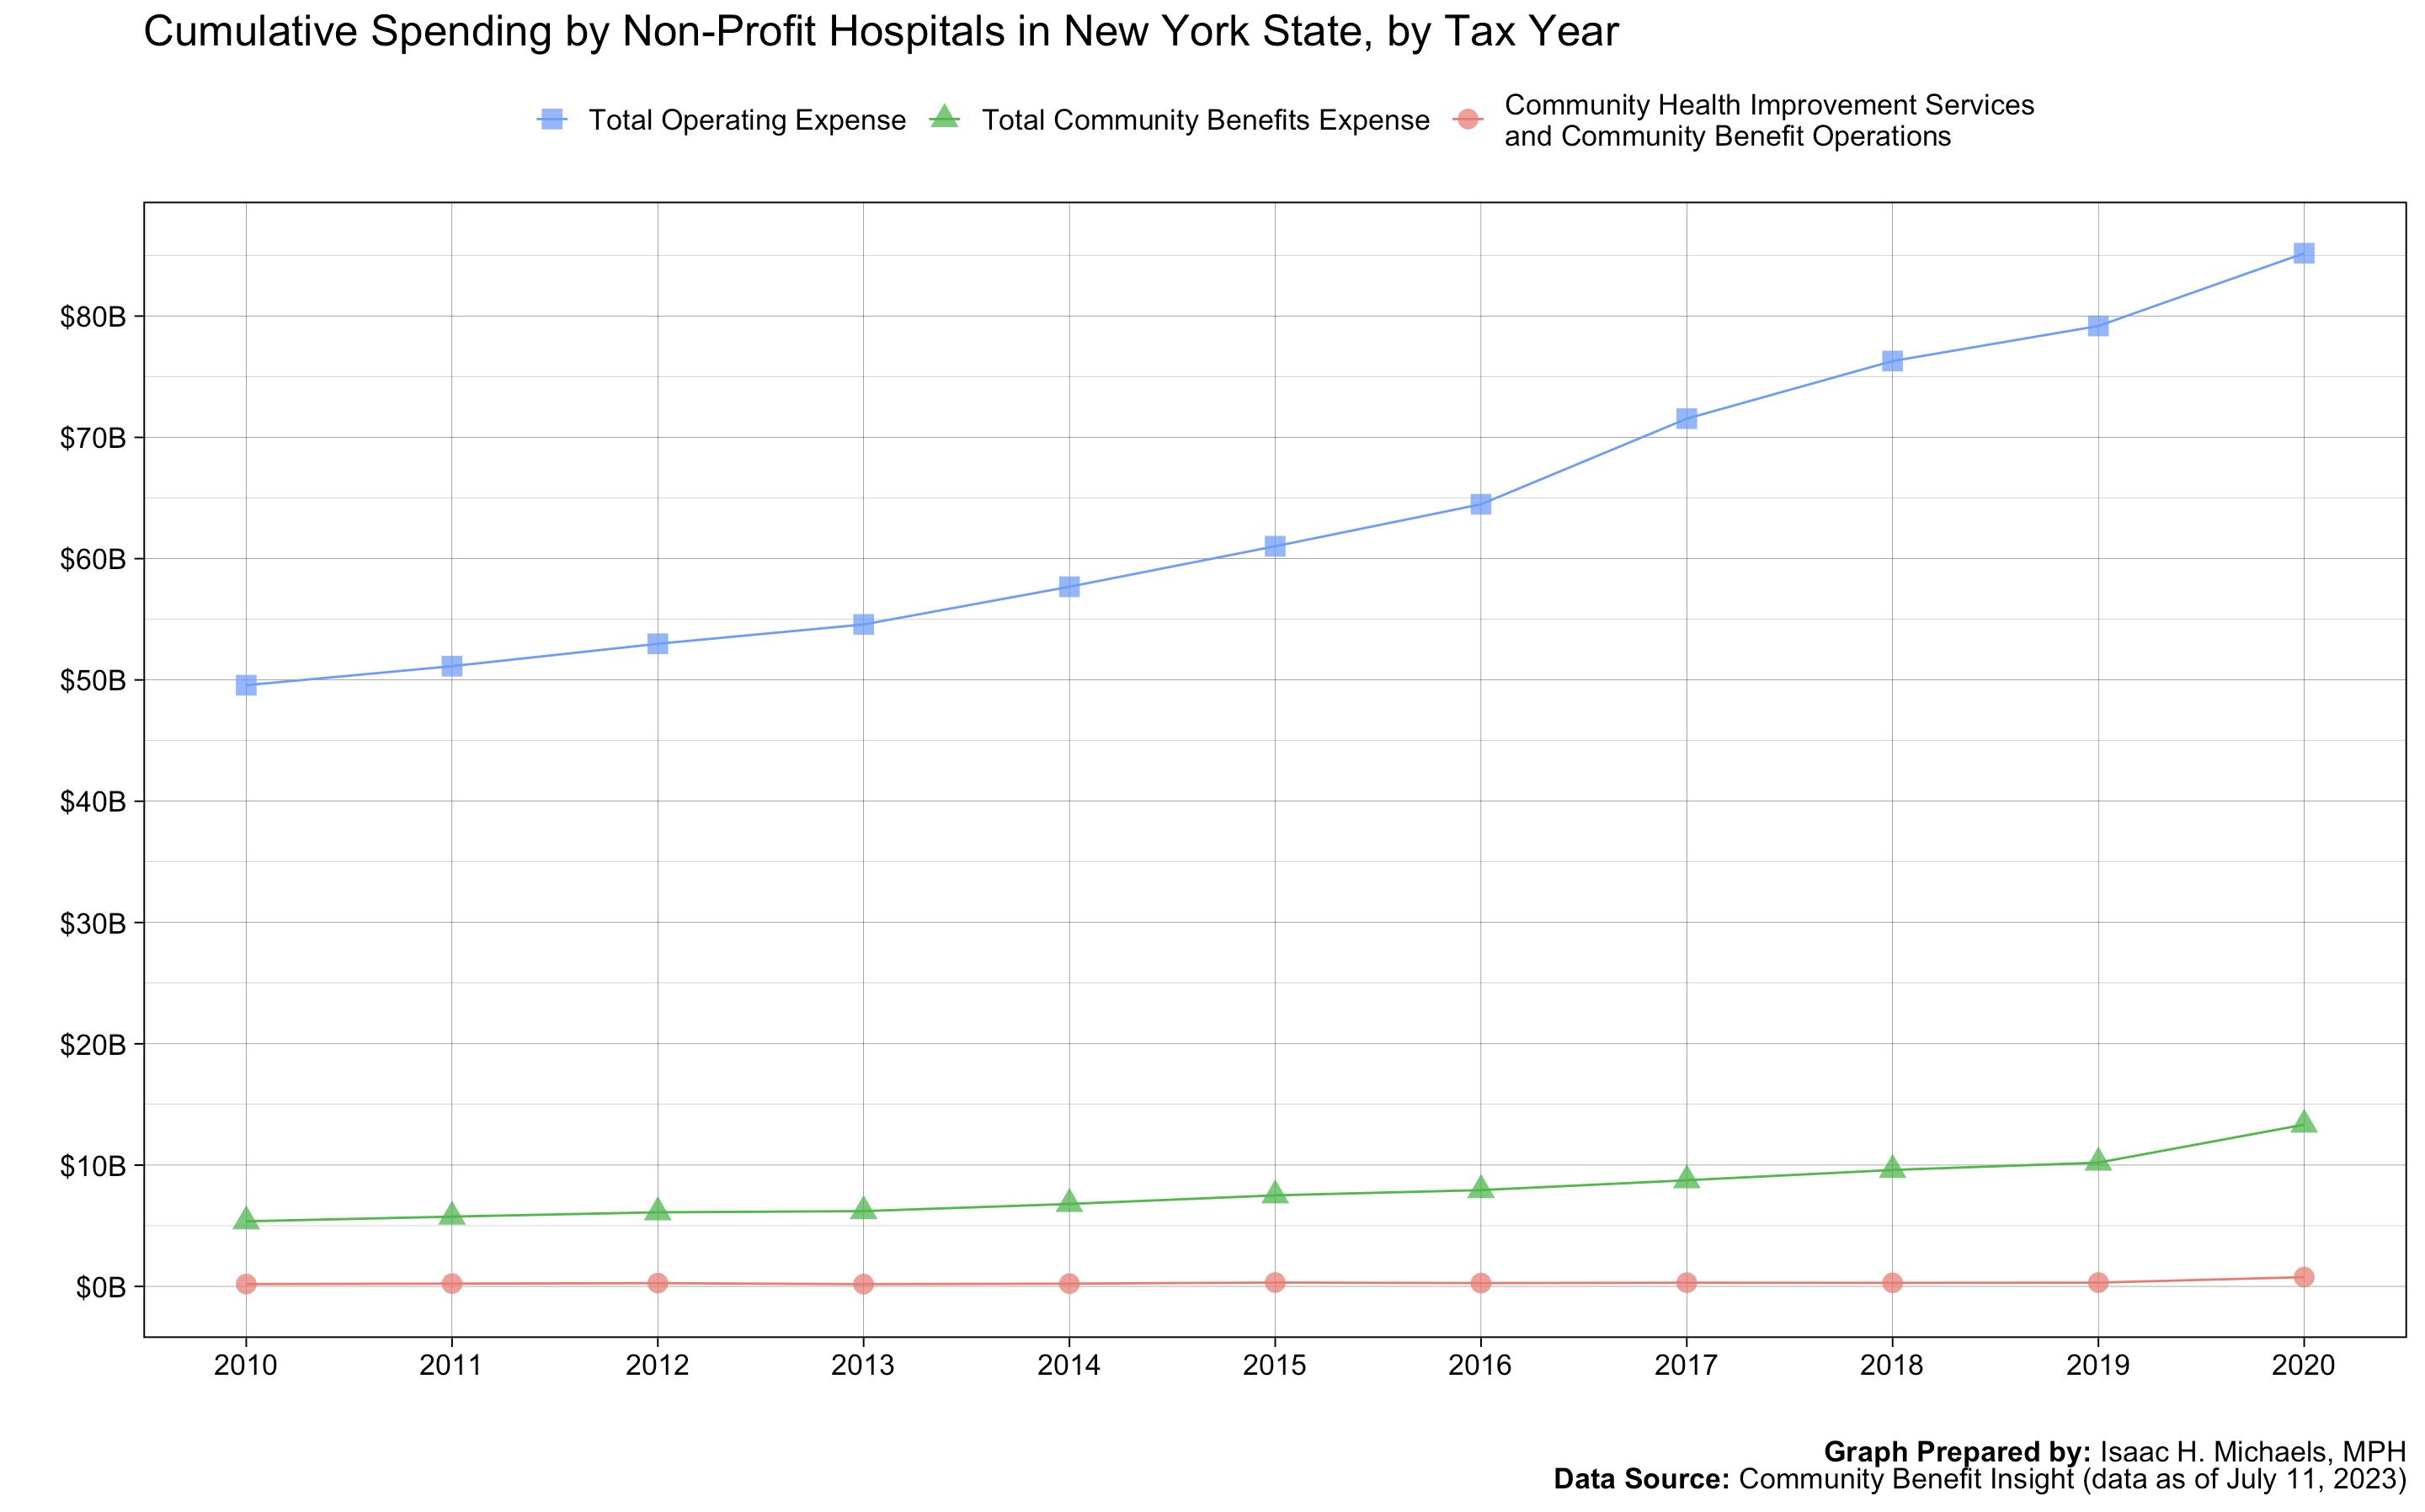 Cumulative Spending by Non-Profit Hospitals in New York State, by Tax Year
Total Operating Expense
Total Community Benefits Expense
Community Health Improvement Services
and Community Benefit Operations
$80B
$70B
$60B
$50B
$40B
$30B
$20B
$10B
$0B
2010 2011 2012 2013 2014 2015 2016 2017 2018 2019 2020
Graph Prepared by: Isaac H. Michaels, MPH
Data Source: Community Benefit Insight (data as of July 11, 2023)